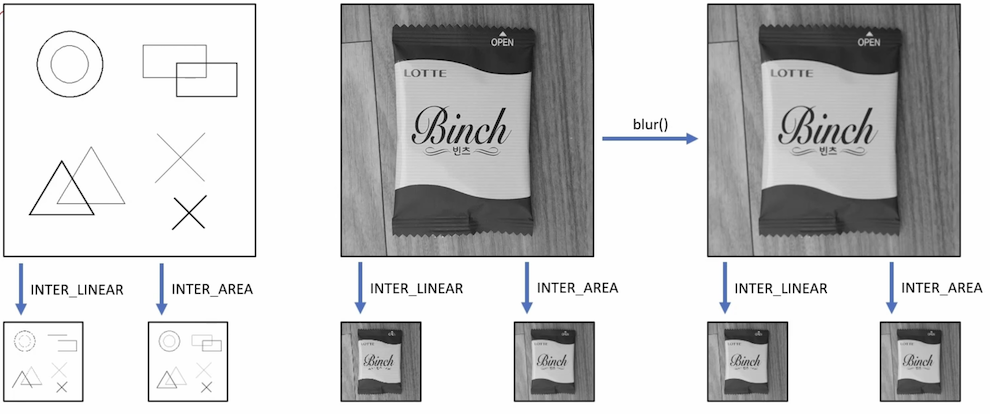 OPEN
LOTTE
Binch
빈츠
blur()
OPEN
LOTTE
Binch
빈츠
INTER_LINEAR
INTER_AREA
INTER_LINEAR
INTER_AREA
INTER_LINEAR
INTER_AREA
LOTTE
Binch
LOTTE
Binch
LOTTE
Binch
LOTTE
Binch